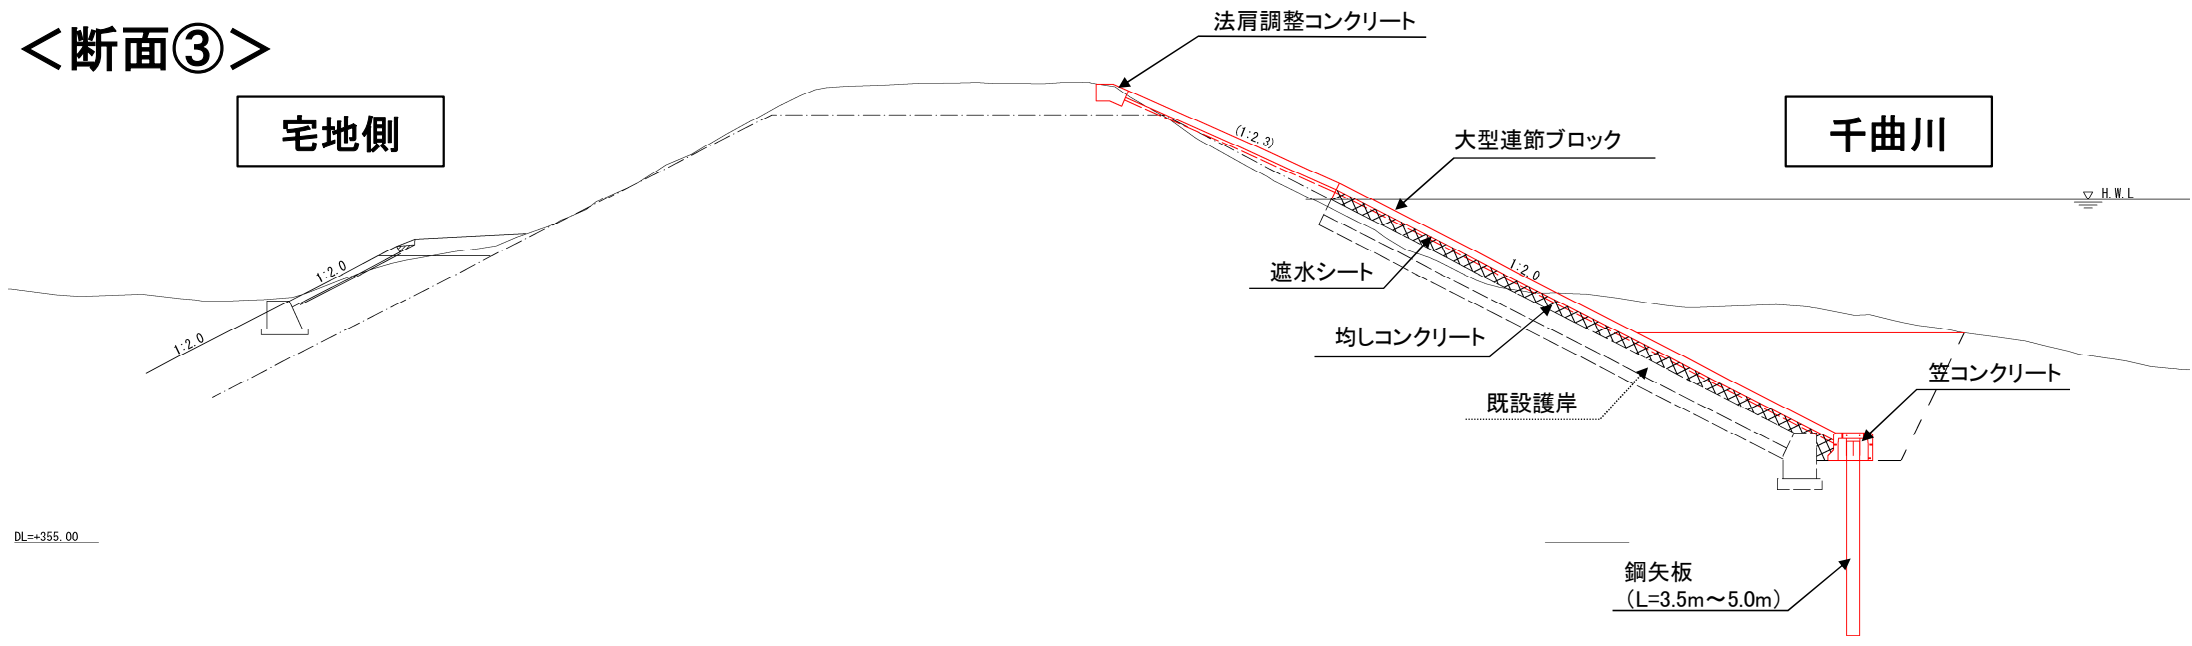 ＜断面③＞
法肩調整コンクリート
宅地側
千曲川
(1:2.3)
大型連節ブロック
H.W.L
遮水シート
1:2.0
1:2.0
均しコンクリート
1:2.0
笠コンクリート
既設護岸
DL=+355.00
鋼矢板
（L=3.5m～5.0m）